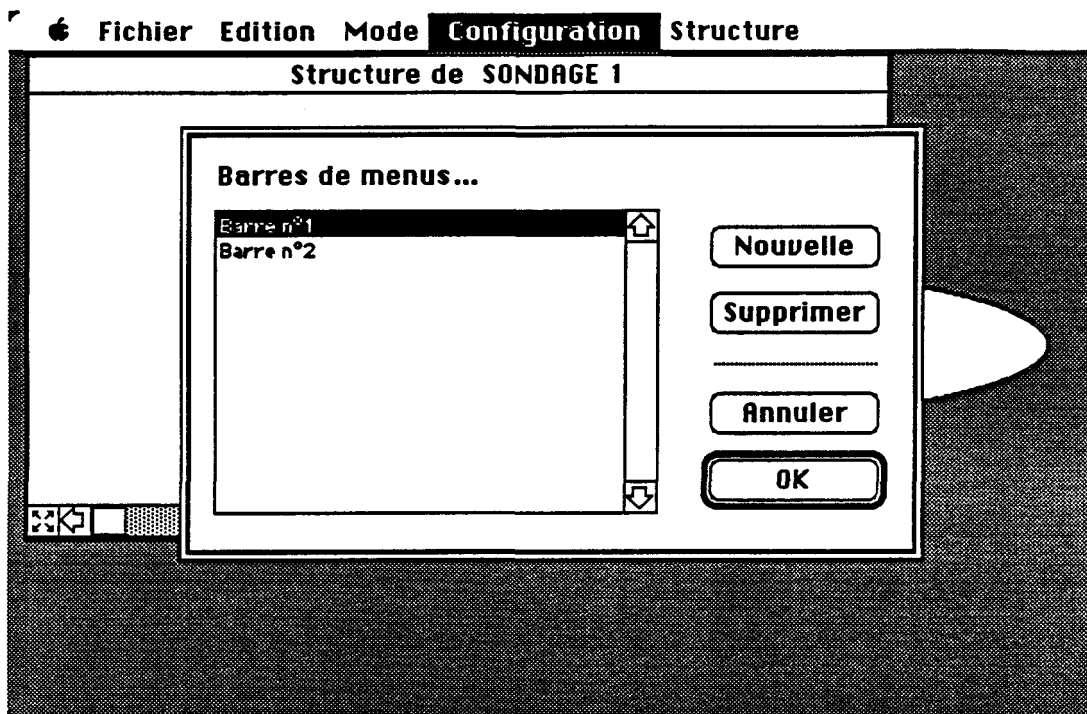 Fichier Edition Mode Configuration Structure
Structure de SONDAGE 1
Barres de menus...
Barre n°1
Barre n°2
Nouvelle
Supprimer
Annuler
OK